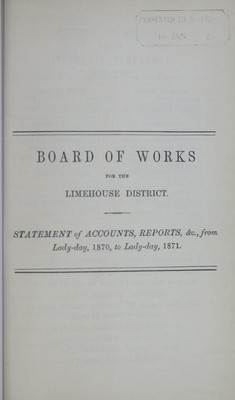 BOARD OF WORKS
FOR THE
LIMEHOUSE DISTRICT.
STATEMENT of ACCOUNTS, REPORTS, &c., from
Lady-day, 1870, to Lady-day, 1871.